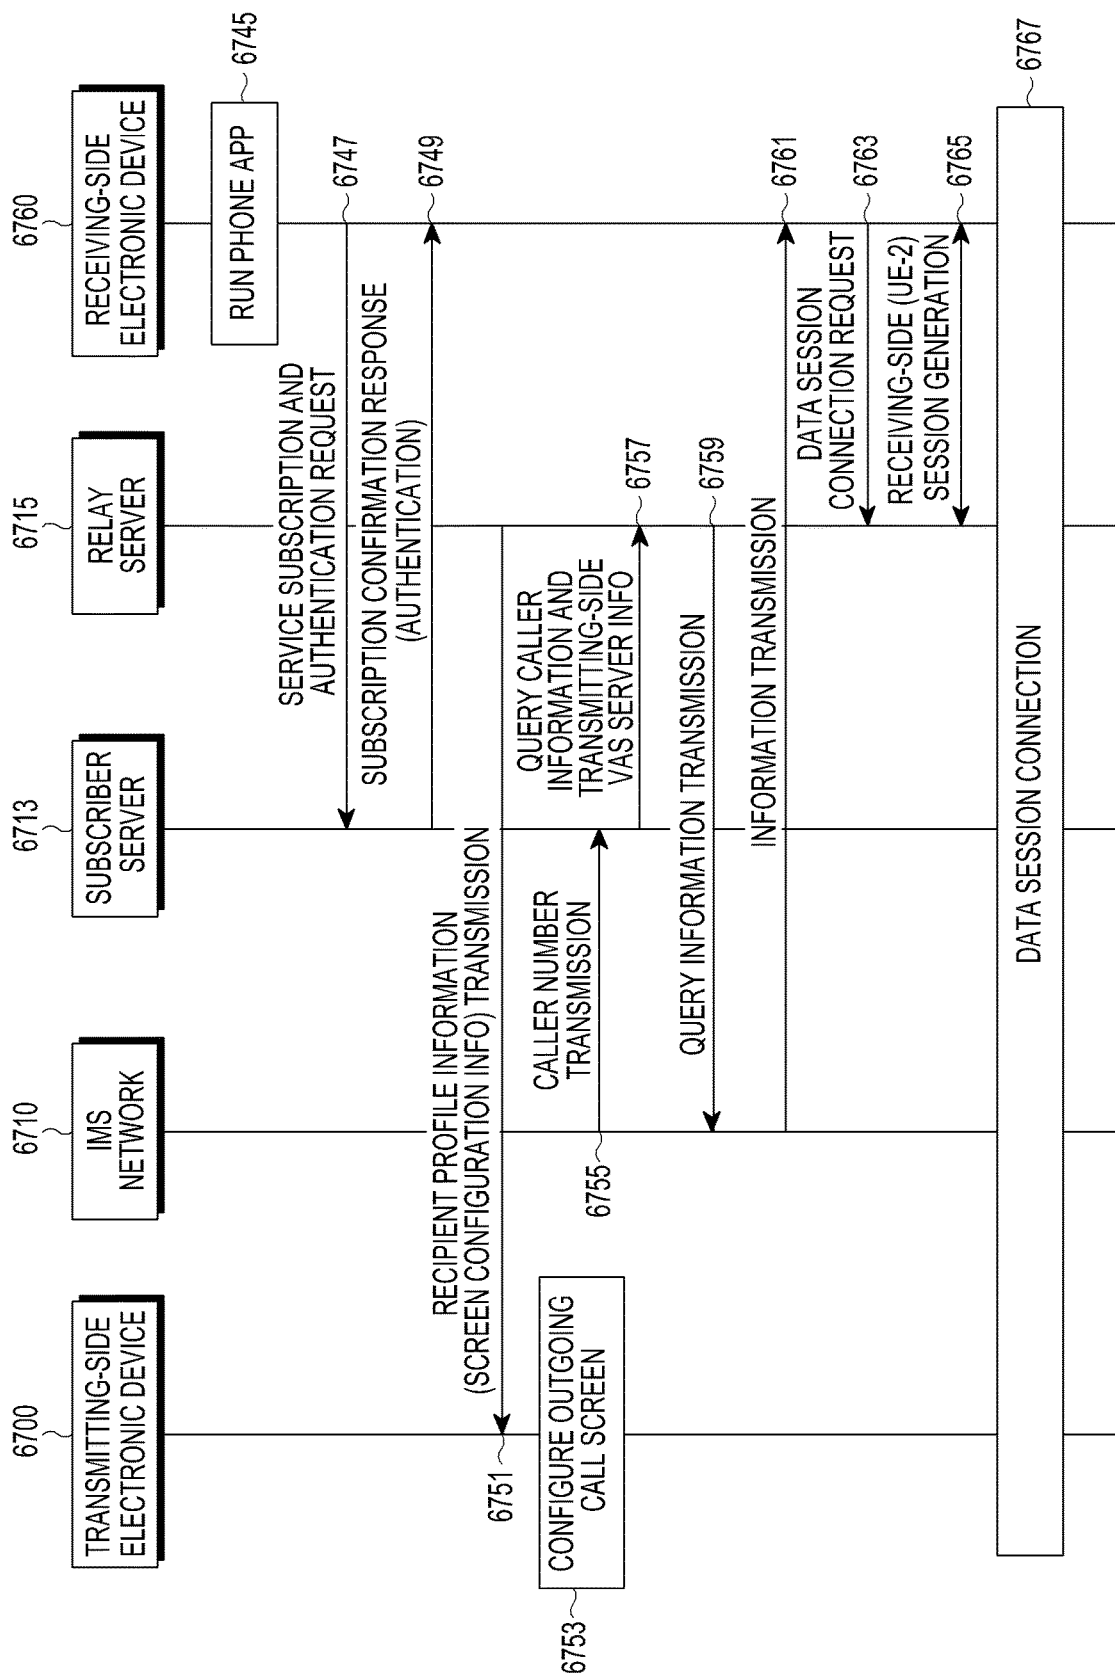 6700
TRANSMITTING-SIDE
ELECTRONIC DEVICE
6710
IMS
NETWORK
6713
SUBSCRIBER
SERVER
6715
RELAY
SERVER
6760
RECEIVING-SIDE
ELECTRONIC DEVICE
RUN PHONE APP
6745
SERVICE SUBSCRIPTION AND
AUTHENTICATION REQUEST
6747
SUBSCRIPTION CONFIRMATION RESPONSE
(AUTHENTICATION)
6749
RECIPIENT PROFILE INFORMATION
(SCREEN CONFIGURATION INFO) TRANSMISSION
6751
CONFIGURE OUTGOING
CALL SCREEN
6753
CALLER NUMBER
TRANSMISSION
6755
QUERY CALLER
INFORMATION AND
TRANSMITTING-SIDE
VAS SERVER INFO
6757
QUERY INFORMATION TRANSMISSION
6759
INFORMATION TRANSMISSION
6761
DATA SESSION
CONNECTION REQUEST
6763
RECEIVING-SIDE (UE-2)
SESSION GENERATION
6765
DATA SESSION CONNECTION
6767